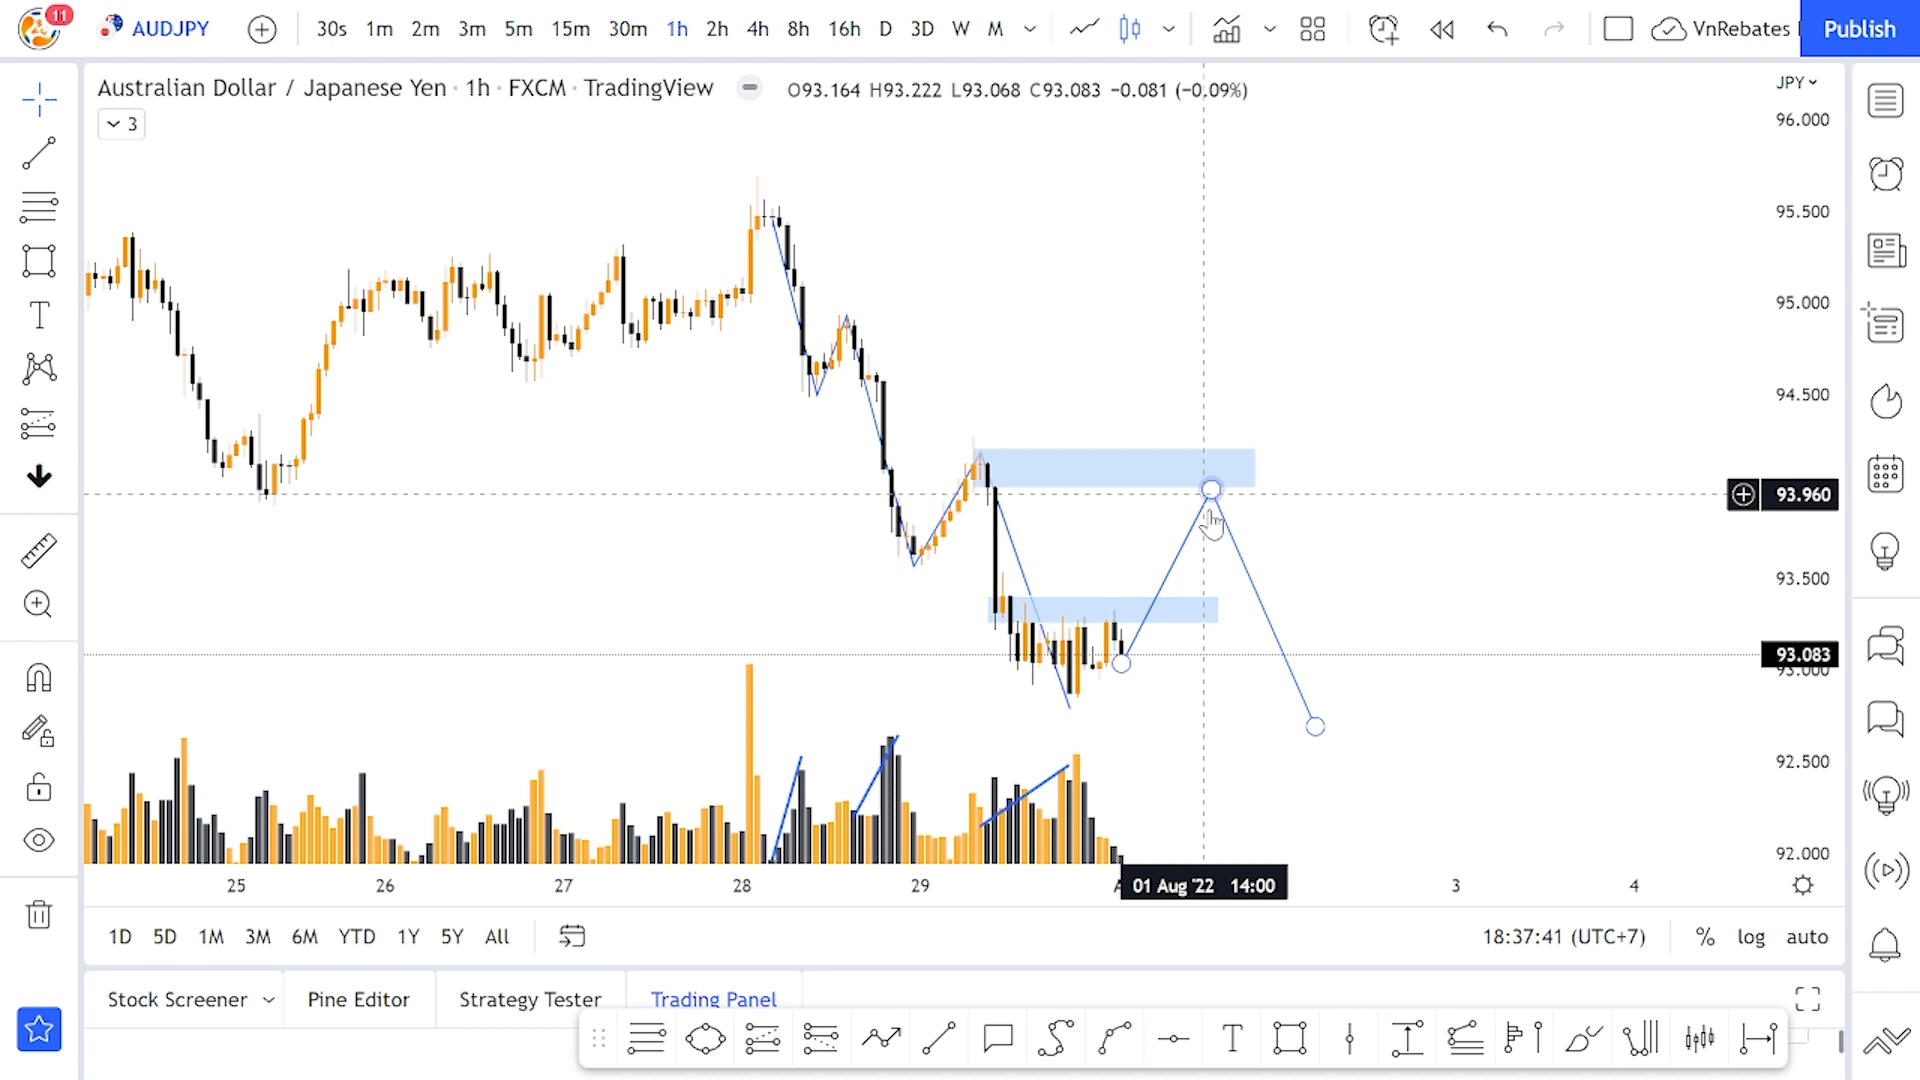 11
AUDJPY
30s 1m 2m 3m 5m 15m 30m 1h 2h 4h 8h 16h D 3D W M
VnRebates
Publish
Australian Dollar / Japanese Yen · 1h · FXCM · TradingView
O93.164 H93.222 L93.068 C93.083 −0.081 (−0.09%)
JPY
3
96.000
95.500
95.000
94.500
93.960
93.500
93.083
93.000
92.500
92.000
25 26 27 28 29 A 01 Aug '22 14:00 3 4
1D 5D 1M 3M 6M YTD 1Y 5Y All
18:37:41 (UTC+7) % log auto
Stock Screener Pine Editor Strategy Tester Trading Panel